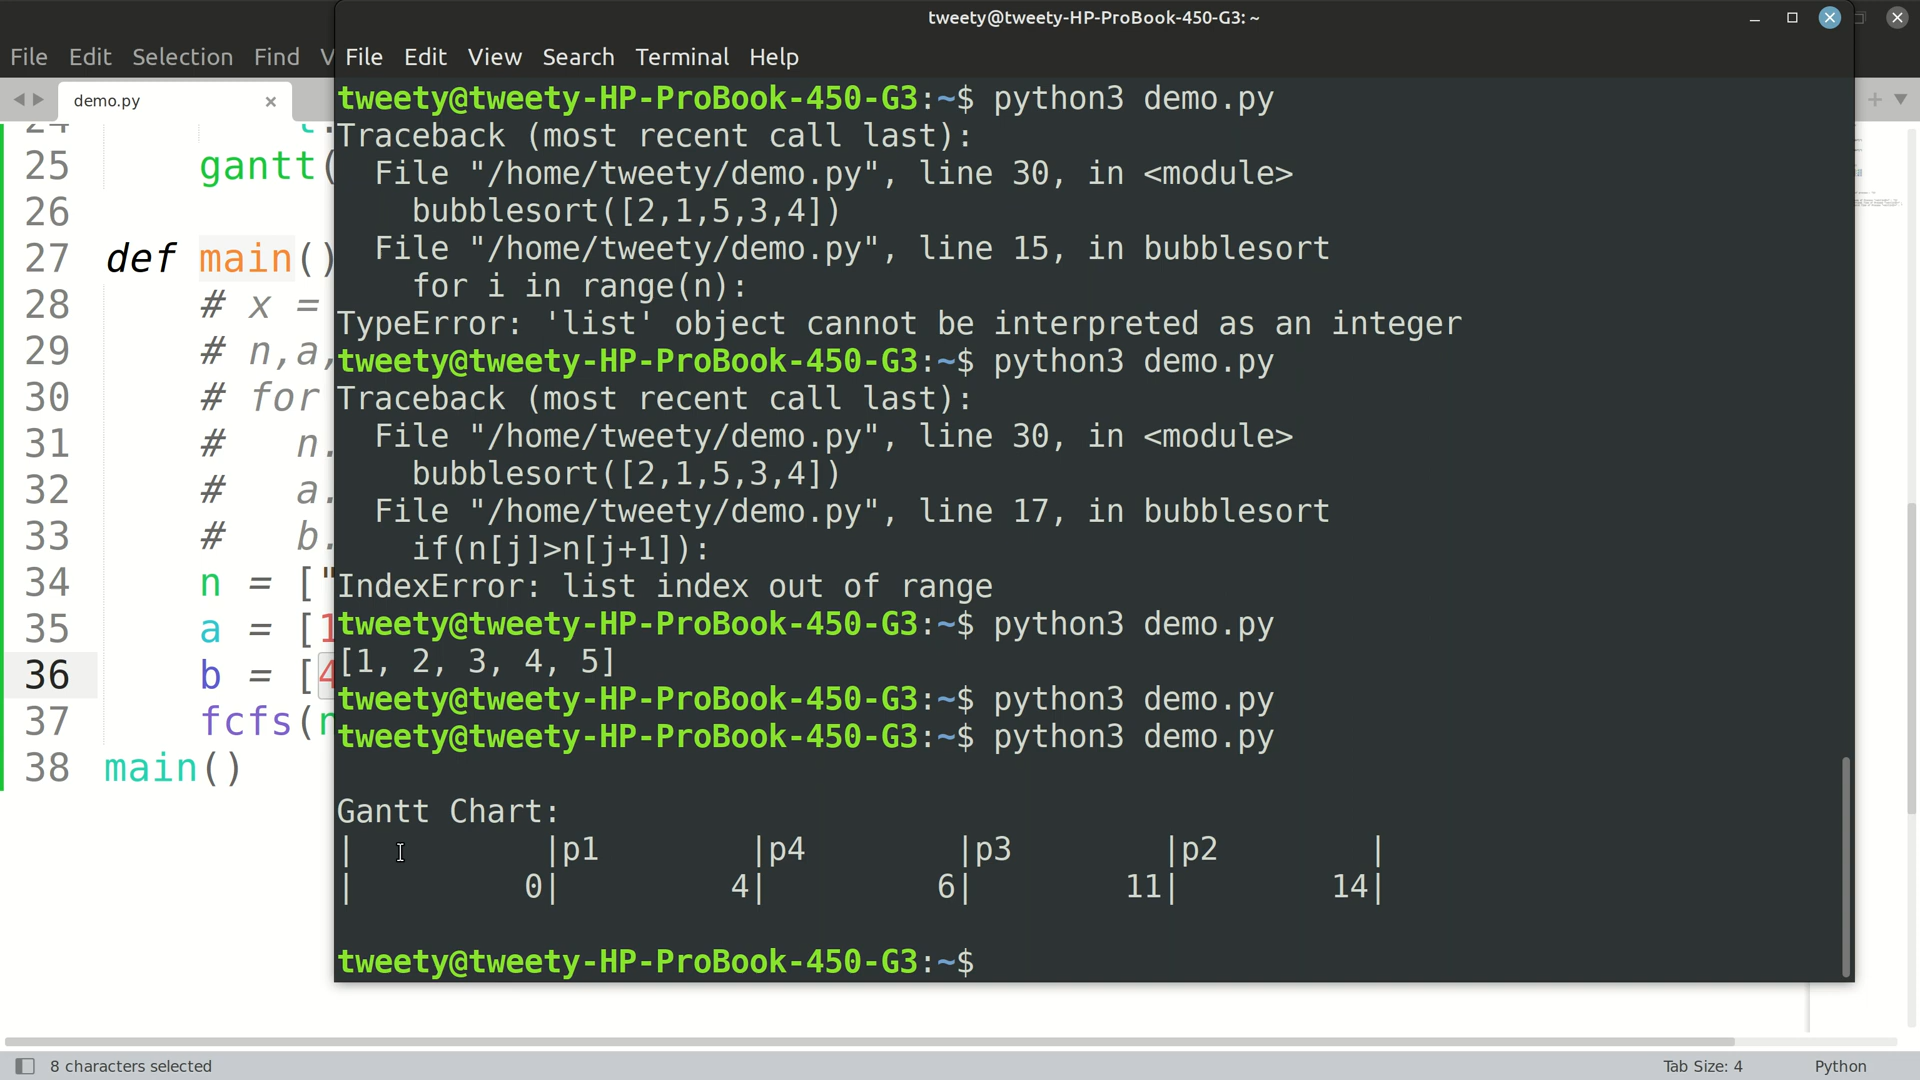 tweety@tweety-HP-ProBook-450-G3: ~
File Edit Selection Find V
File Edit View Search Terminal Help
demo.py
tweety@tweety-HP-ProBook-450-G3:~$ python3 demo.py
Traceback (most recent call last):
File "/home/tweety/demo.py", line 30, in <module>
bubblesort([2,1,5,3,4])
File "/home/tweety/demo.py", line 15, in bubblesort
for i in range(n):
TypeError: 'list' object cannot be interpreted as an integer
tweety@tweety-HP-ProBook-450-G3:~$ python3 demo.py
Traceback (most recent call last):
File "/home/tweety/demo.py", line 30, in <module>
bubblesort([2,1,5,3,4])
File "/home/tweety/demo.py", line 17, in bubblesort
if(n[j]>n[j+1]):
IndexError: list index out of range
tweety@tweety-HP-ProBook-450-G3:~$ python3 demo.py
[1, 2, 3, 4, 5]
tweety@tweety-HP-ProBook-450-G3:~$ python3 demo.py
tweety@tweety-HP-ProBook-450-G3:~$ python3 demo.py
Gantt Chart:
| |p1 |p4 |p3 |p2 |
| 0| 4| 6| 11| 14|
tweety@tweety-HP-ProBook-450-G3:~$
24
25 gantt(
26
27 def main()
28 # x =
29 # n,a,
30 # for
31 # n.
32 # a.
33 # b.
34 n = ["
35 a = [1
36 b = [4
37 fcfs(n
38 main()
8 characters selected
Tab Size: 4
Python